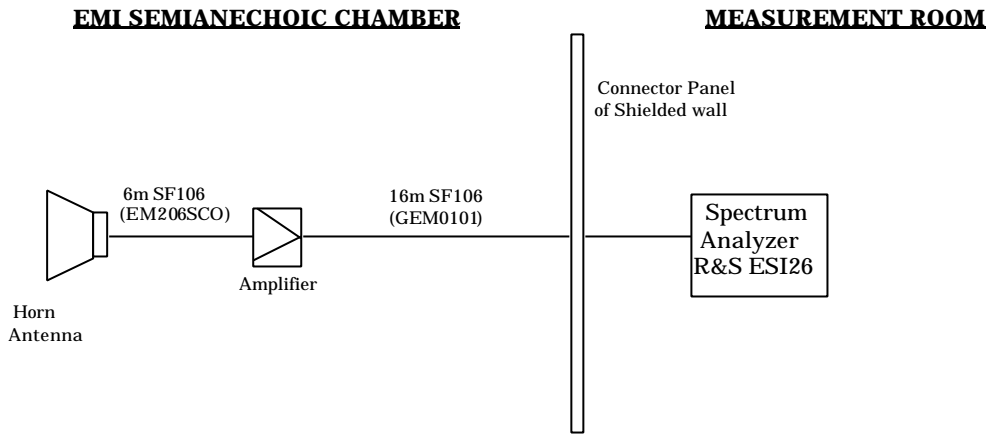 EMI SEMIANECHOIC CHAMBER
MEASUREMENT ROOM
Connector Panel
of Shielded wall
6m SF106
(EM206SCO)
16m SF106
(GEM0101)
Spectrum
Analyzer
R&S ESI26
Amplifier
Horn
Antenna